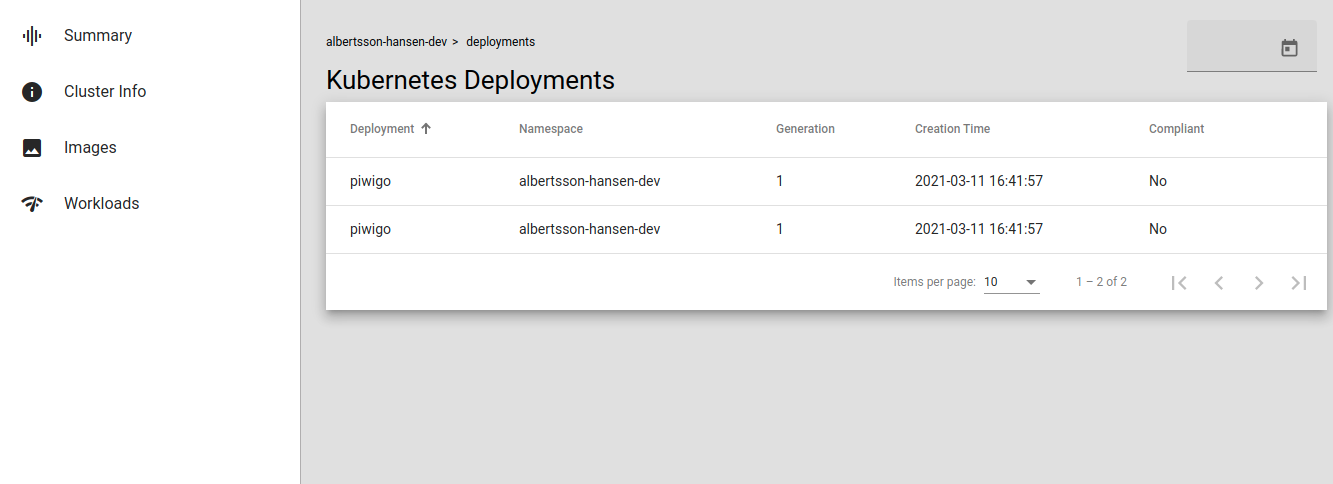 Summary
Cluster Info
Images
Workloads
albertsson-hansen-dev > deployments
Kubernetes Deployments
Deployment Namespace Generation Creation Time Compliant
piwigo albertsson-hansen-dev 1 2021-03-11 16:41:57 No
piwigo albertsson-hansen-dev 1 2021-03-11 16:41:57 No
Items per page: 10 1 – 2 of 2